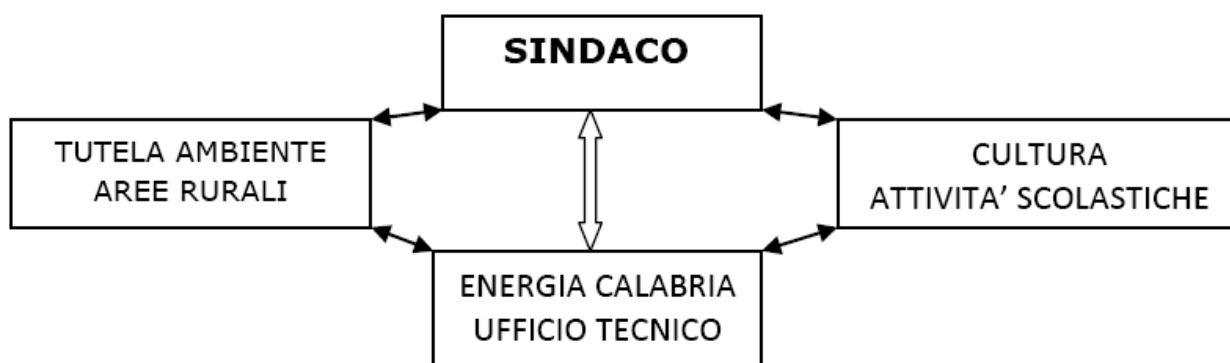 SINDACO
TUTELA AMBIENTE
AREE RURALI
CULTURA
ATTIVITA’ SCOLASTICHE
ENERGIA CALABRIA
UFFICIO TECNICO